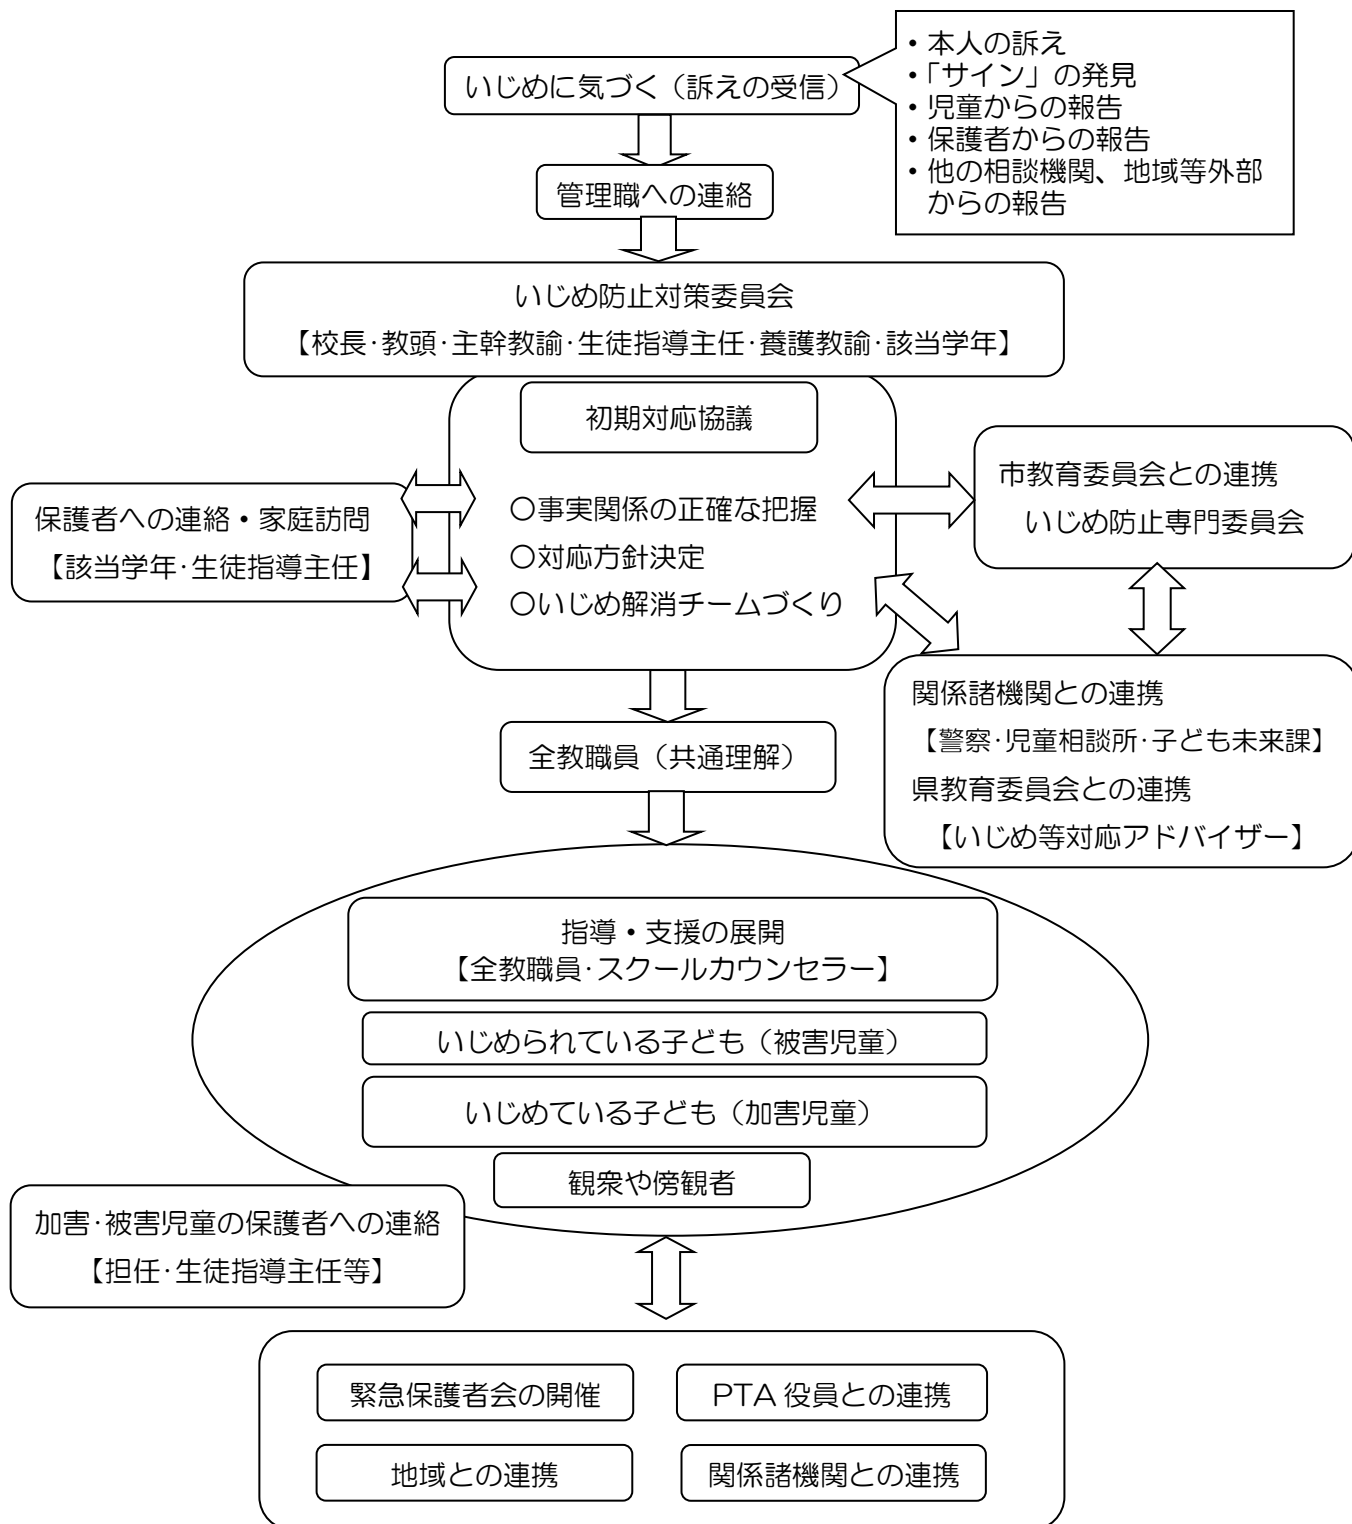 いじめに気づく（訴えの受信）
・本人の訴え
・「サイン」の発見
・児童からの報告
・保護者からの報告
・他の相談機関、地域等外部
からの報告
管理職への連絡
いじめ防止対策委員会
【校長･教頭･主幹教諭･生徒指導主任･養護教諭･該当学年】
初期対応協議
○事実関係の正確な把握
○対応方針決定
○いじめ解消チームづくり
保護者への連絡・家庭訪問
【該当学年･生徒指導主任】
市教育委員会との連携
いじめ防止専門委員会
関係諸機関との連携
【警察･児童相談所･子ども未来課】
県教育委員会との連携
【いじめ等対応アドバイザー】
全教職員（共通理解）
指導・支援の展開
【全教職員･スクールカウンセラー】
いじめられている子ども（被害児童）
いじめている子ども（加害児童）
観衆や傍観者
加害･被害児童の保護者への連絡
【担任･生徒指導主任等】
緊急保護者会の開催
PTA 役員との連携
地域との連携
関係諸機関との連携